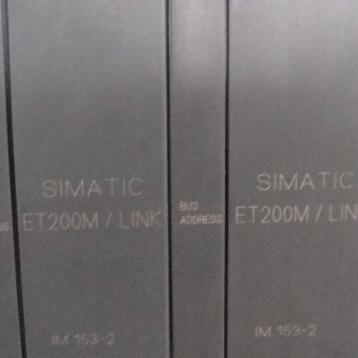 SIMATIC
ET200M / LINK
IM 153-2
BUS
ADDRESS
SIMATIC
ET200M / LIN
IM 153-2